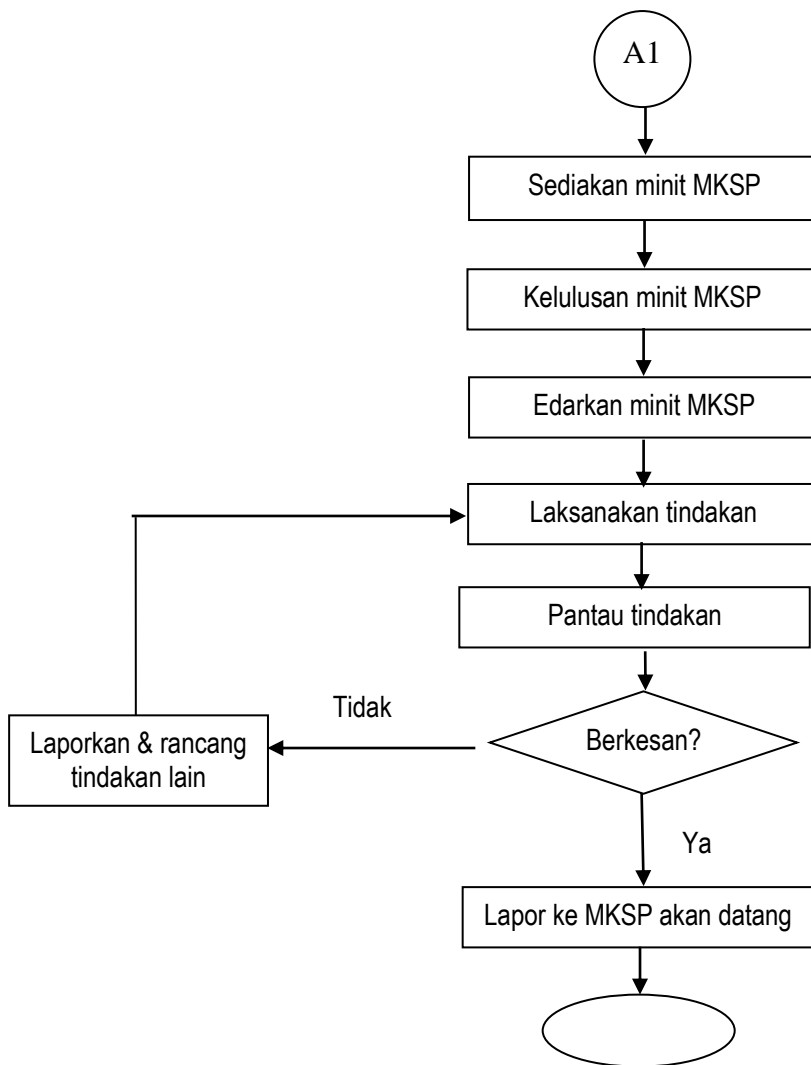 A1
Sediakan minit MKSP
Kelulusan minit MKSP
Edarkan minit MKSP
Laksanakan tindakan
Pantau tindakan
Berkesan?
Tidak
Laporkan & rancang
tindakan lain
Ya
Lapor ke MKSP akan datang